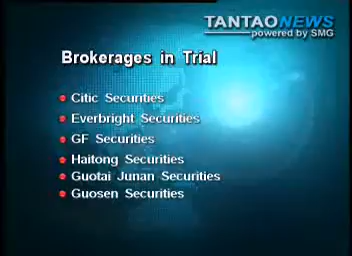 TANTAONEWS
powered by SMG
Brokerages in Trial
Citic Securities
Everbright Securities
GF Securities
Haitong Securities
Guotai Junan Securities
Guosen Securities